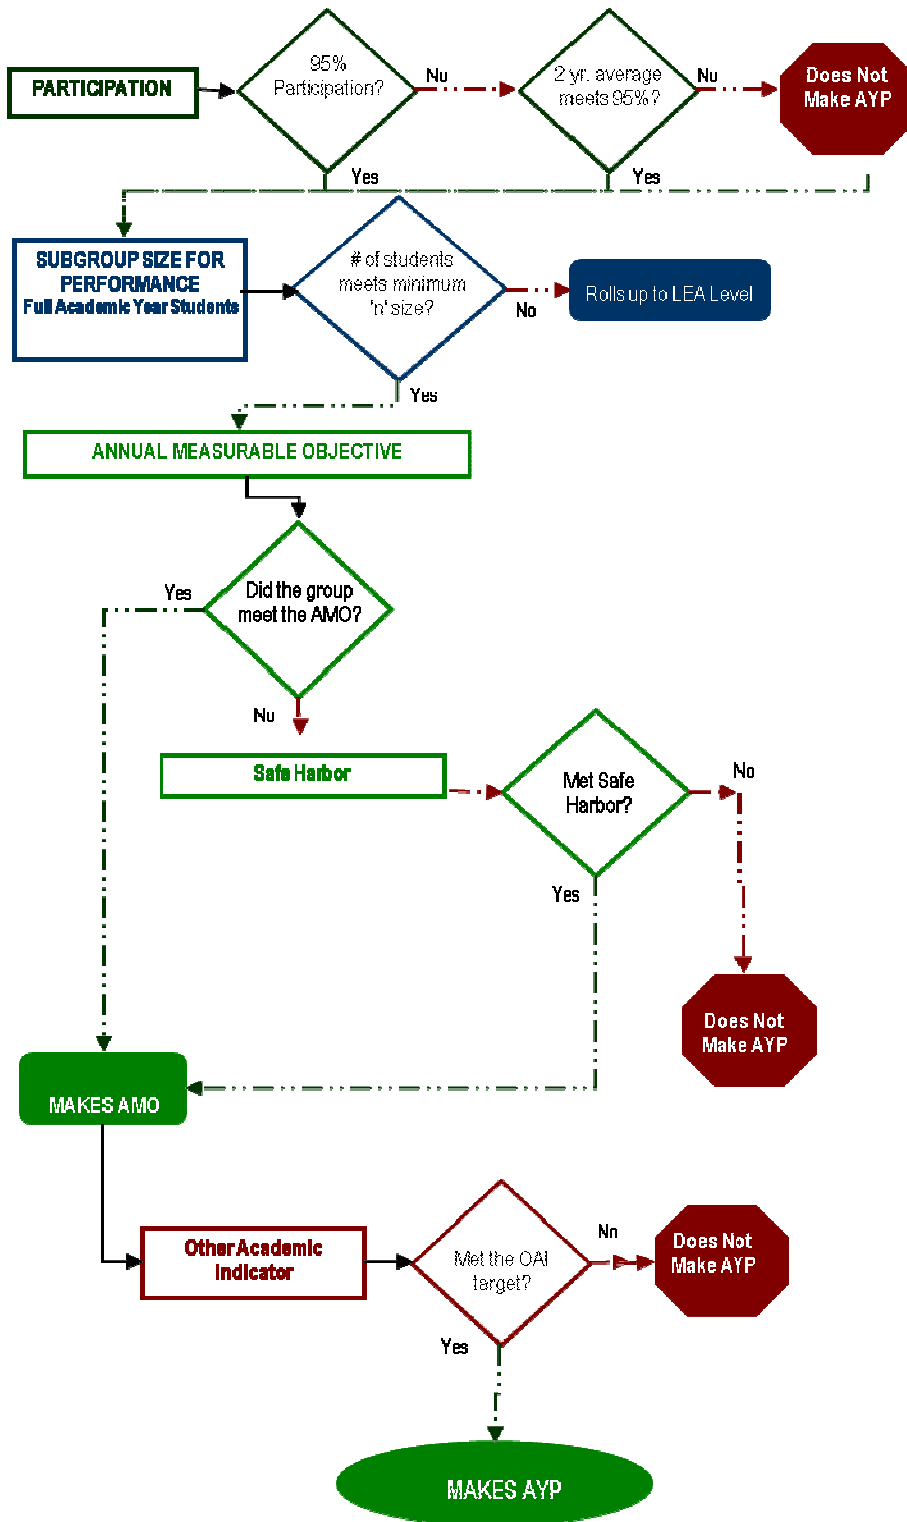 PARTICIPATION
95%
Participation?
No
2 yr. average
meets 95%?
No
Does Not
Make AYP
Yes
Yes
SUBGROUP SIZE FOR
PERFORMANCE
Full Academic Year Students
# of students
meets minimum
'n' size?
No
Rolls up to LEA Level
Yes
ANNUAL MEASURABLE OBJECTIVE
Did the group
meet the AMO?
Yes
No
Safe Harbor
Met Safe
Harbor?
No
Yes
Does Not
Make AYP
MAKES AMO
Other Academic
Indicator
Met the OAI
target?
No
Does Not
Make AYP
Yes
MAKES AYP